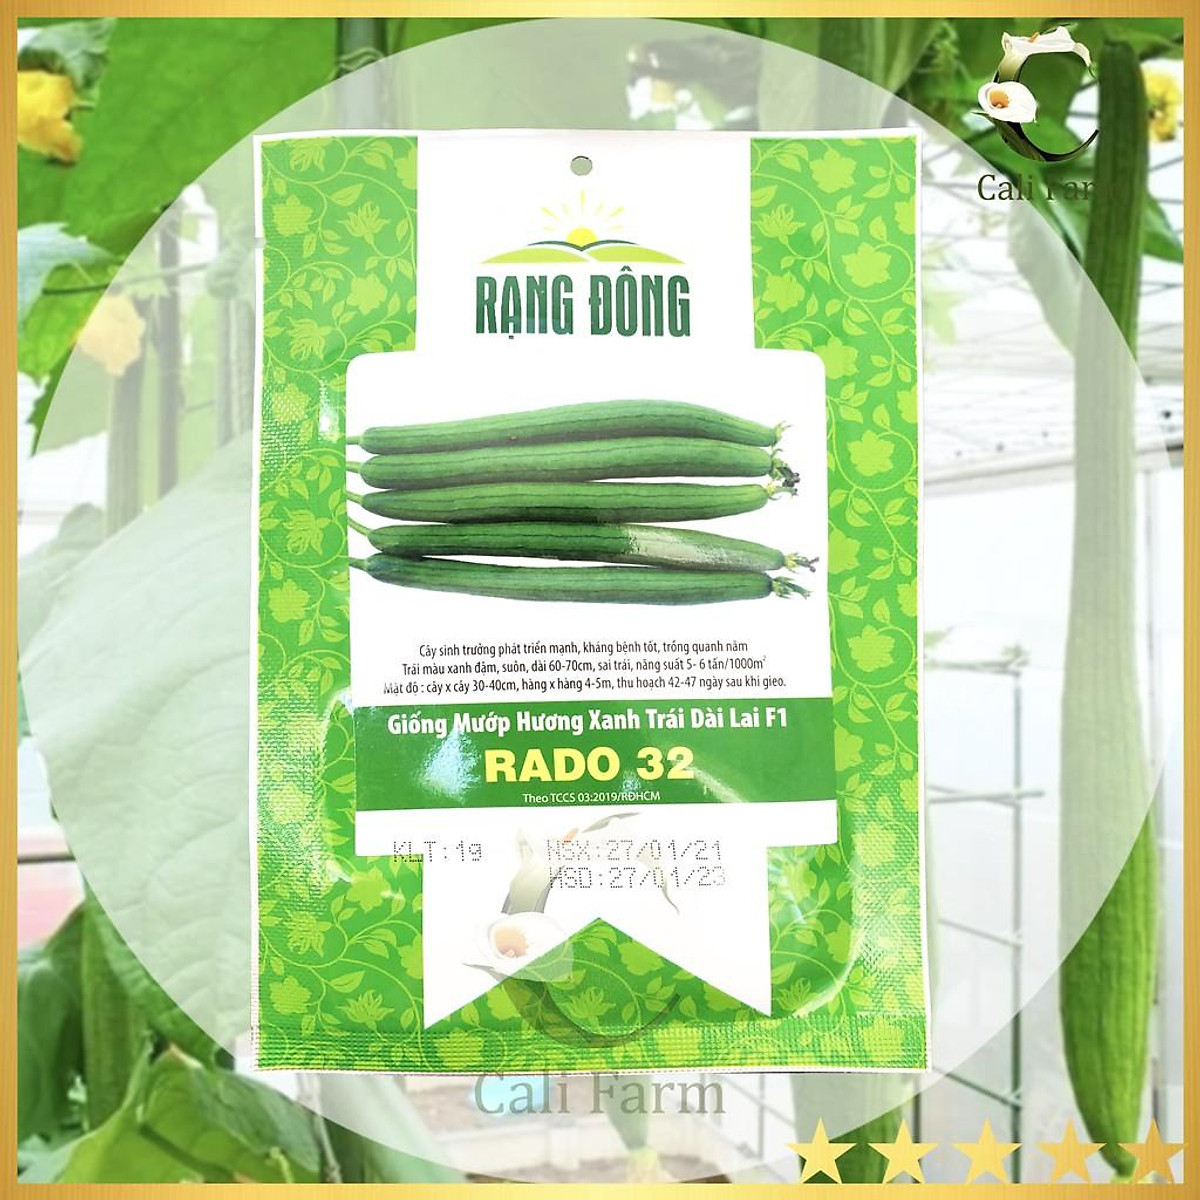 Cali Farm
RẠNG ĐÔNG
Cây sinh trưởng phát triển mạnh, kháng bệnh tốt, trồng quanh năm
Trái màu xanh đậm, suôn, dài 60-70cm, sai trái, năng suất 5- 6 tấn/1000m²
Mật độ : cây x cây 30-40cm, hàng x hàng 4-5m, thu hoạch 42-47 ngày sau khi gieo.
Giống Mướp Hương Xanh Trái Dài Lai F1
RADO 32
Theo TCCS 03:2019/RĐHCM
KLT:1g NSX:27/01/21
HSD:27/01/23
Cali Farm